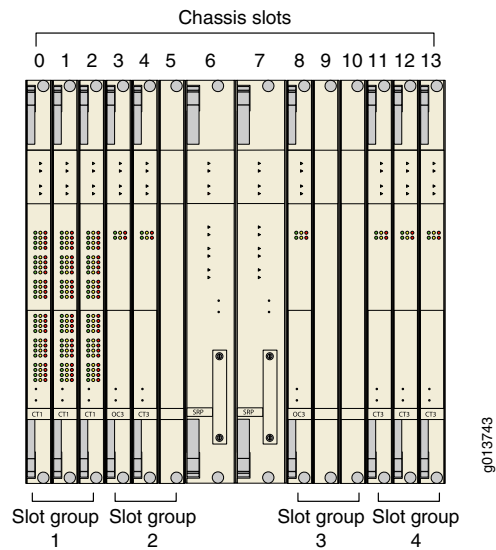 Chassis slots
0 1 2 3 4 5 6 7 8 9 10 11 12 13
CT1 CT1 CT1 OC3 CT3 SRP SRP OC3 CT3 CT3 CT3
g013743
Slot group Slot group Slot group Slot group
1 2 3 4